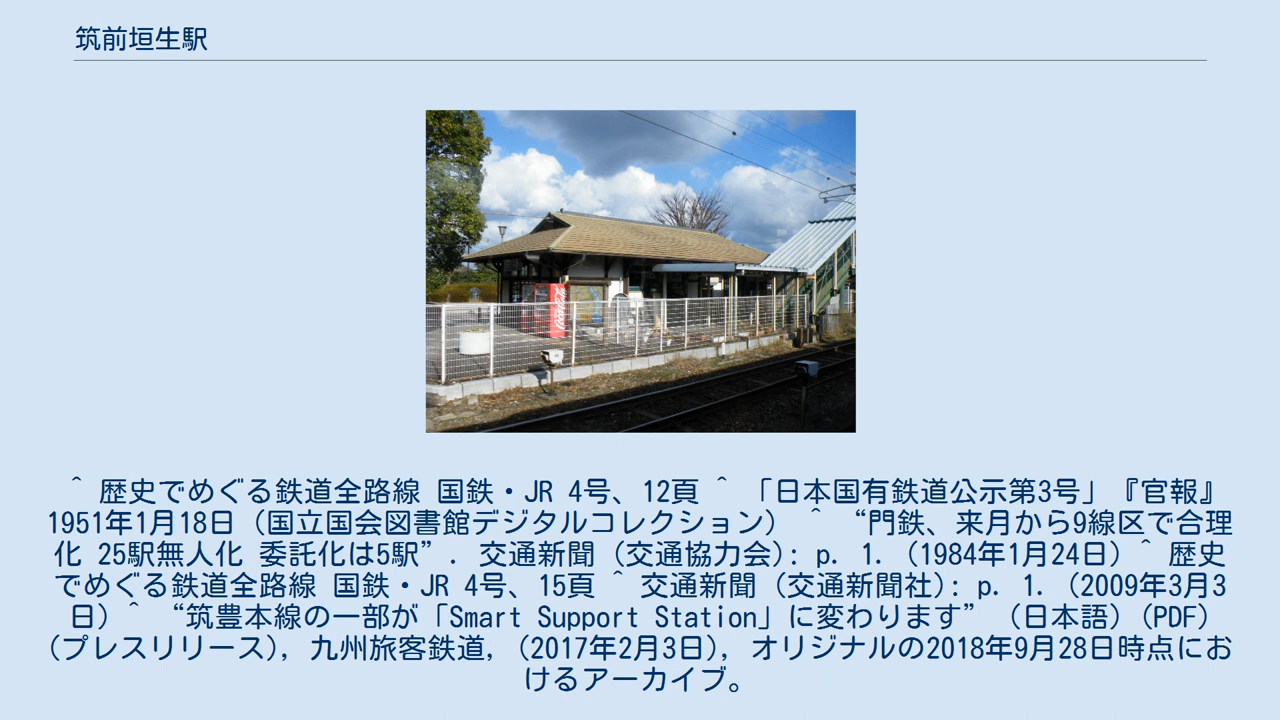 筑前垣生駅
^ 歴史でめぐる鉄道全路線 国鉄・JR 4号、12頁 ^ 「日本国有鉄道公示第3号」『官報』
1951年1月18日（国立国会図書館デジタルコレクション） ^ “門鉄、来月から9線区で合理
化 25駅無人化 委託化は5駅”. 交通新聞 (交通協力会): p. 1. (1984年1月24日) ^ 歴史
でめぐる鉄道全路線 国鉄・JR 4号、15頁 ^ 交通新聞 (交通新聞社): p. 1. (2009年3月3
日) ^ “筑豊本線の一部が「Smart Support Station」に変わります” (日本語) (PDF)
(プレスリリース), 九州旅客鉄道, (2017年2月3日), オリジナルの2018年9月28日時点にお
けるアーカイブ。